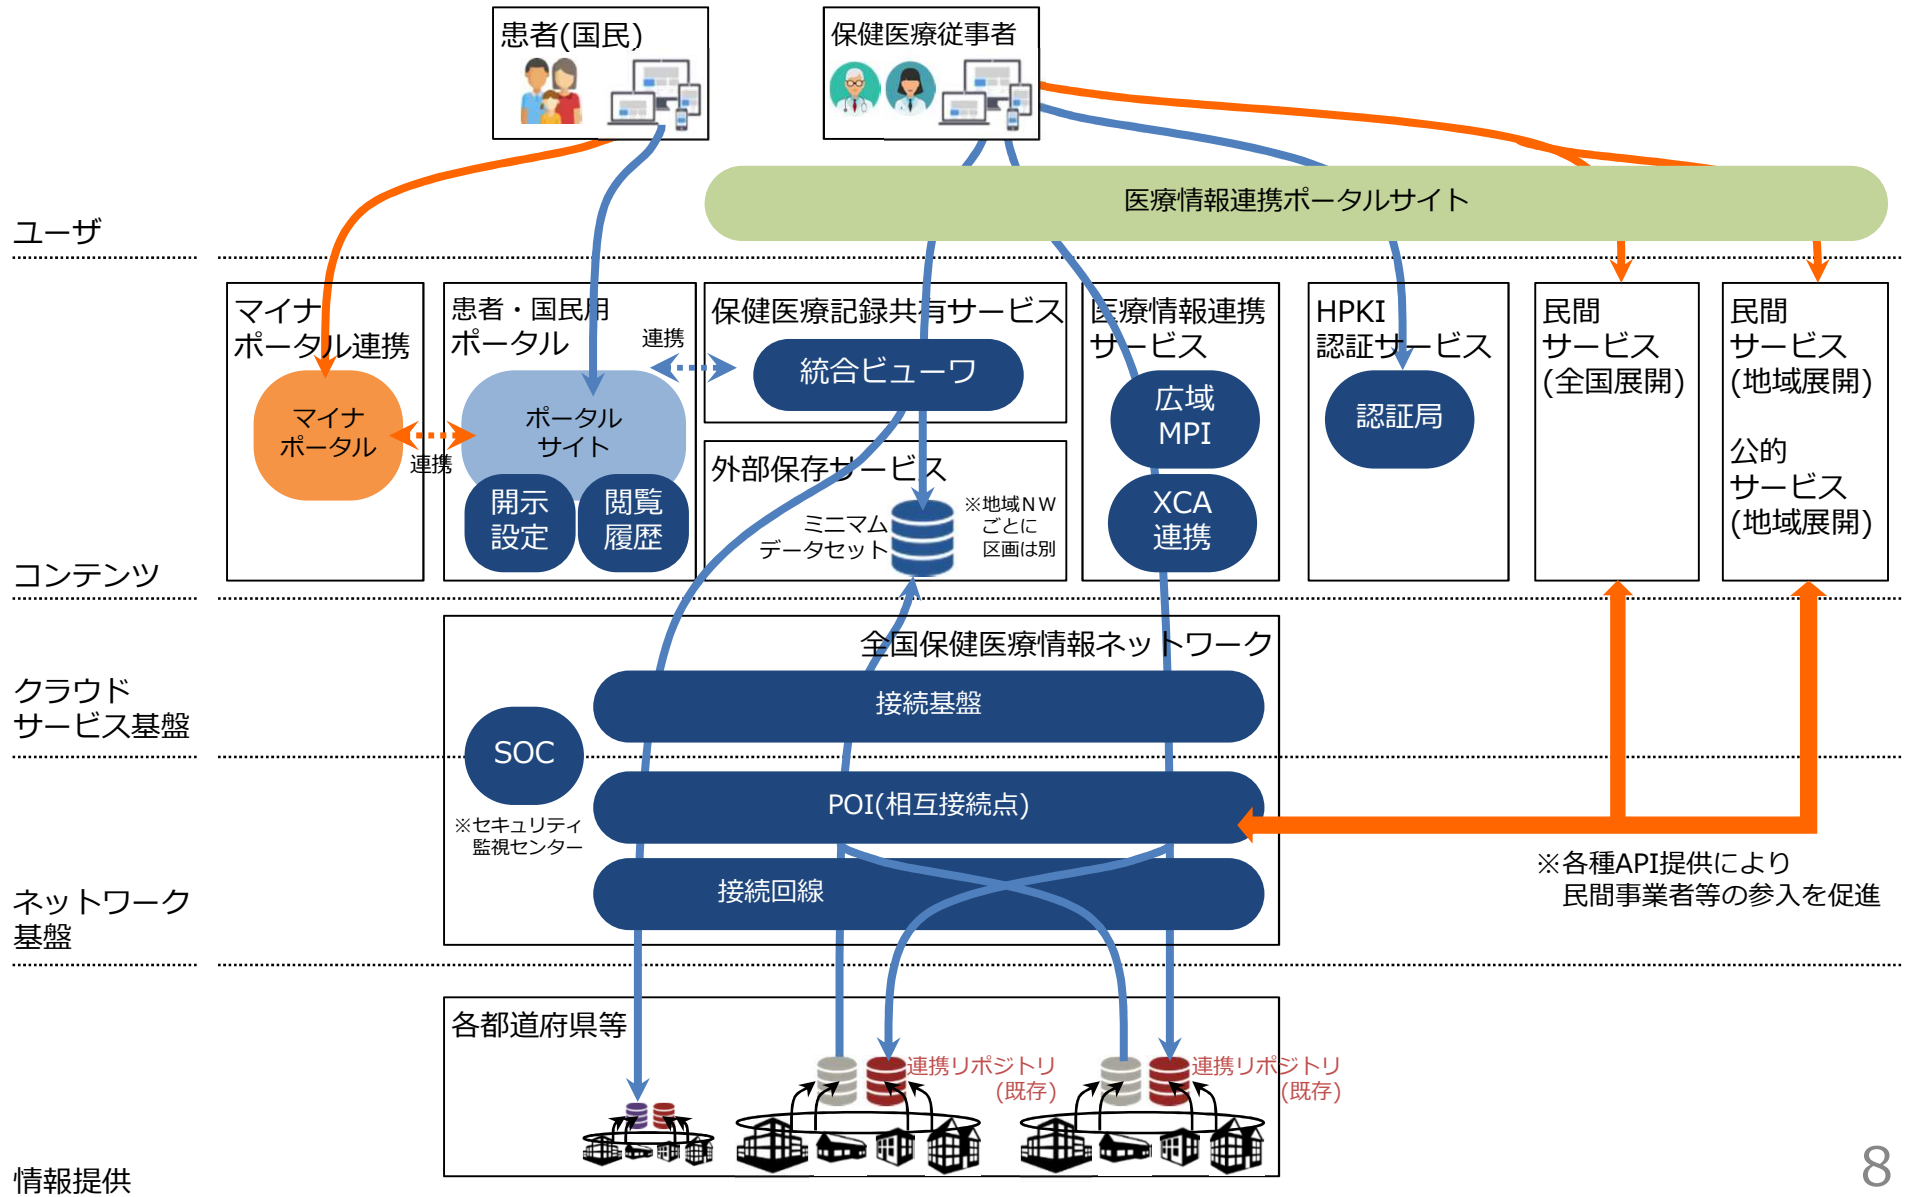 患者(国民)
保健医療従事者
医療情報連携ポータルサイト
ユーザ
マイナ
ポータル連携
マイナ
ポータル
連携
患者・国民用
ポータル
ポータル
サイト
開示
設定
閲覧
履歴
連携
保健医療記録共有サービス
統合ビューワ
外部保存サービス
ミニマム
データセット
※地域NW
ごとに
区画は別
医療情報連携
サービス
広域
MPI
XCA
連携
HPKI
認証サービス
認証局
民間
サービス
(全国展開)
民間
サービス
(地域展開)
公的
サービス
(地域展開)
コンテンツ
全国保健医療情報ネットワーク
接続基盤
クラウド
サービス基盤
SOC
※セキュリティ
監視センター
POI(相互接続点)
接続回線
※各種API提供により
民間事業者等の参入を促進
ネットワーク
基盤
各都道府県等
連携リポジトリ
(既存)
連携リポジトリ
(既存)
情報提供
8